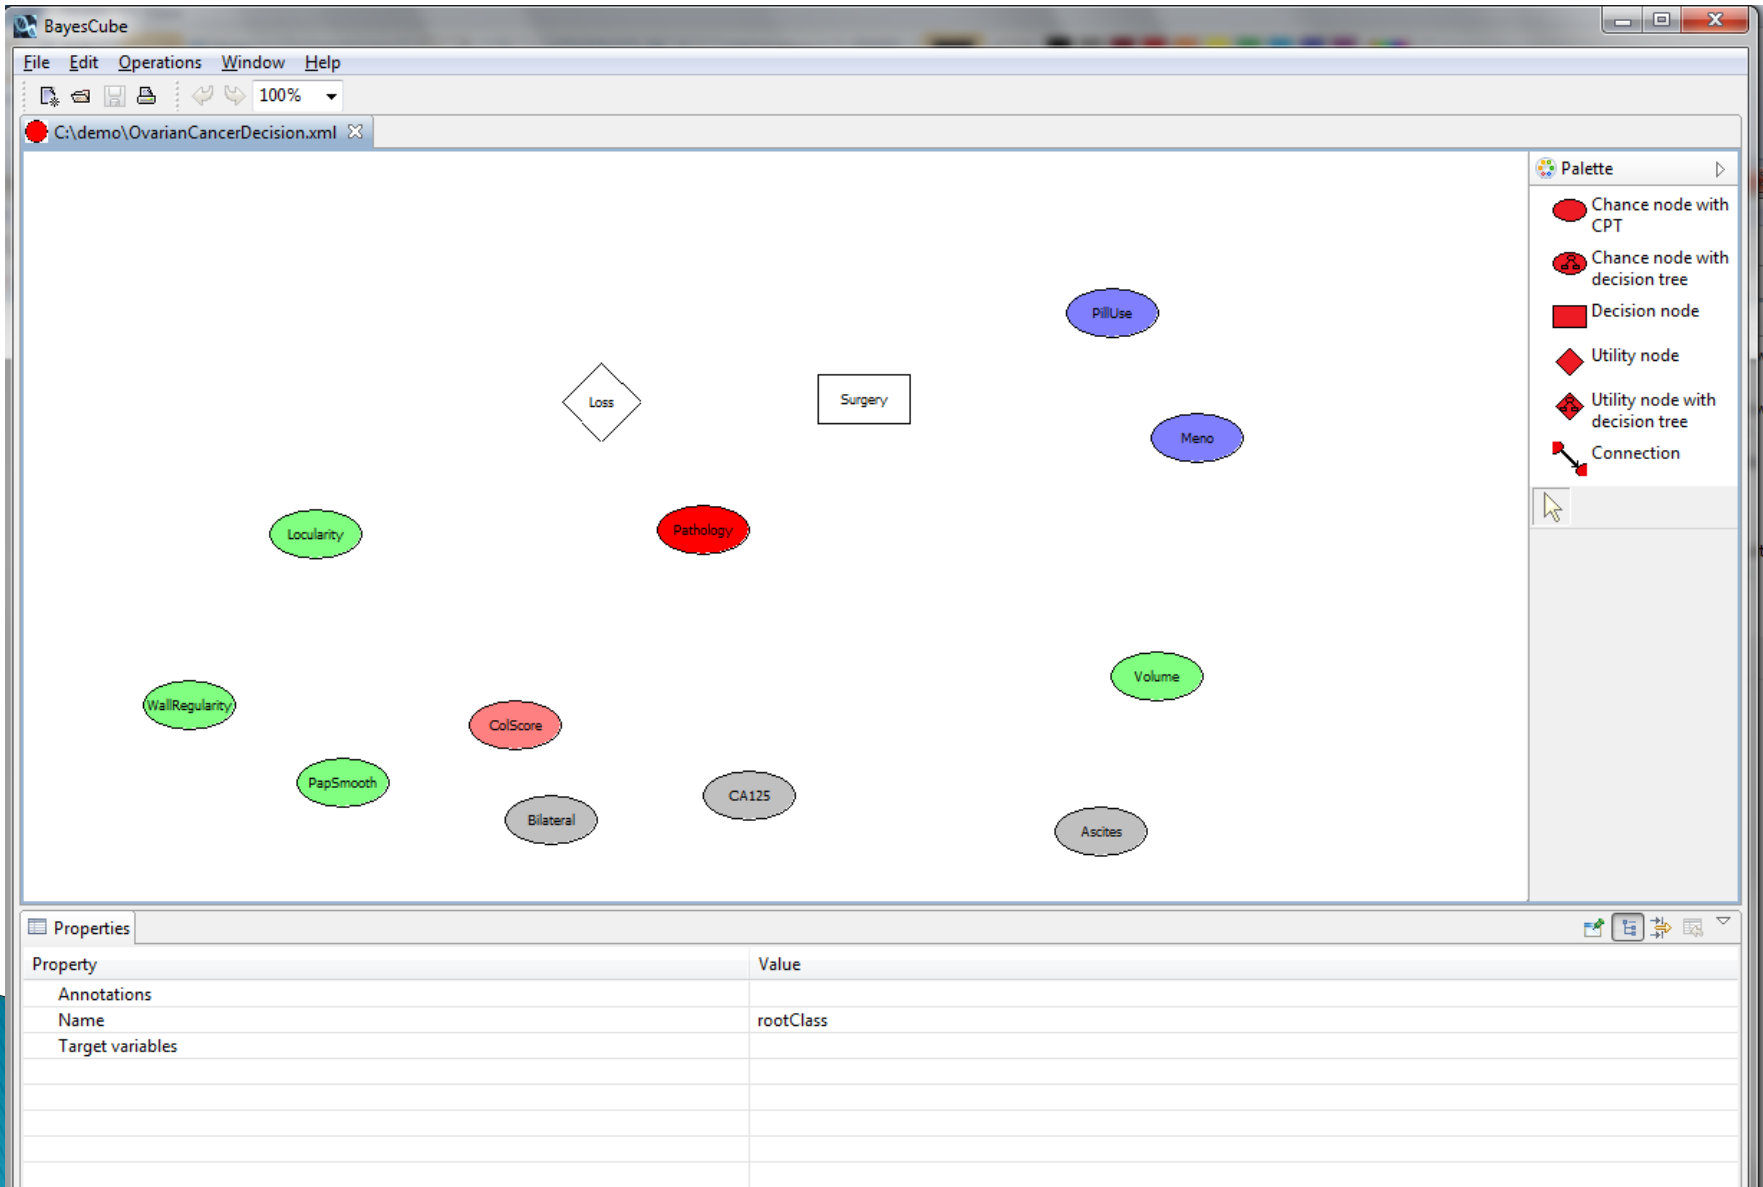 BayesCube
File Edit Operations Window Help
100%
C:\demo\OvarianCancerDecision.xml
Palette
Chance node with
CPT
Chance node with
decision tree
Decision node
Utility node
Utility node with
decision tree
Connection
PillUse
Loss
Surgery
Meno
Locularity
Pathology
Volume
WallRegularity
ColScore
PapSmooth
CA125
Bilateral
Ascites
Properties
Property Value
Annotations
Name rootClass
Target variables